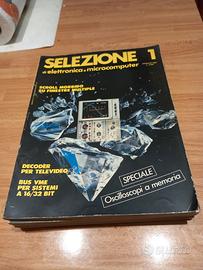 SELEZIONE 1
di elettronica e microcomputer
SCROLL MORBIDO
SU FINESTRE MULTIPLE
DECODER
PER TELEVIDEO
BUS VME
PER SISTEMI
A 16/32 BIT
SPECIALE
Oscilloscopi a memoria
subito